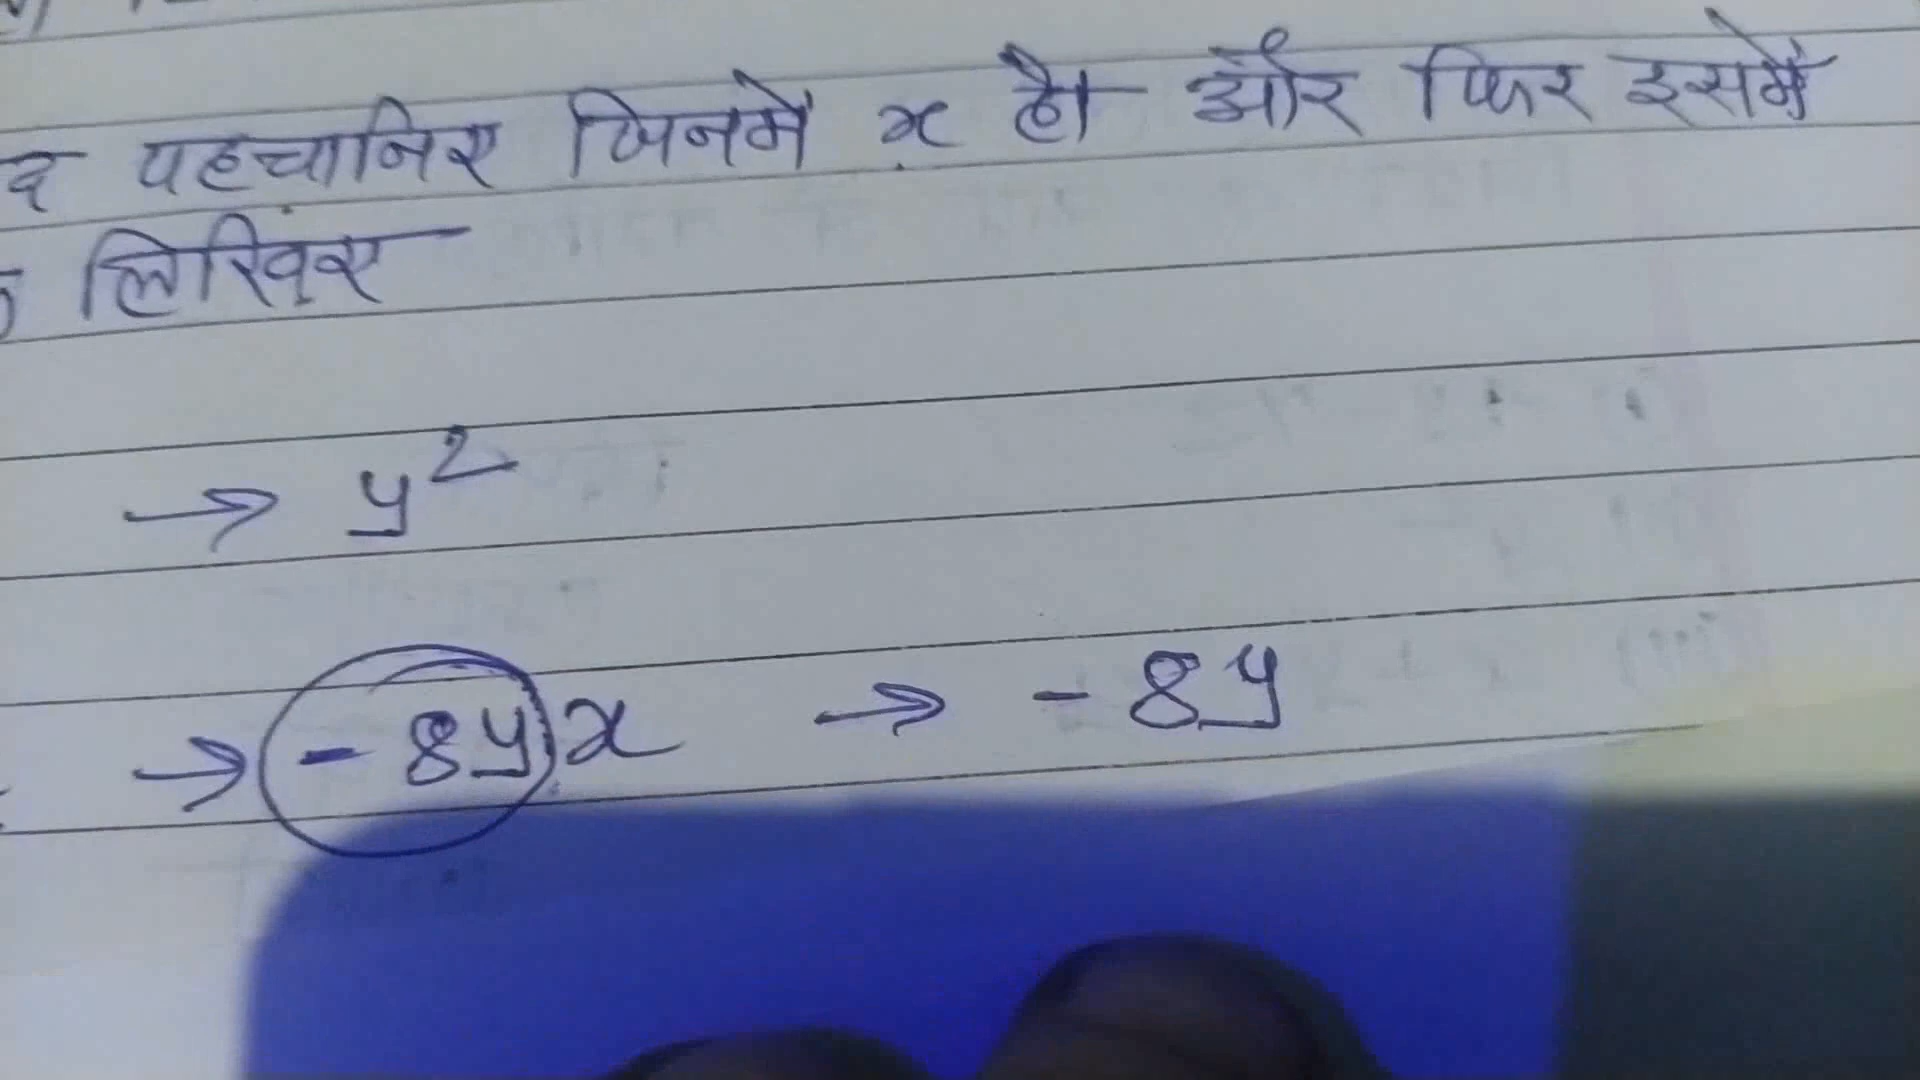 पहचानिए जिनमें x हो और फिर इसमें
लिखिए
→ y²
→ - 8y x → - 8y